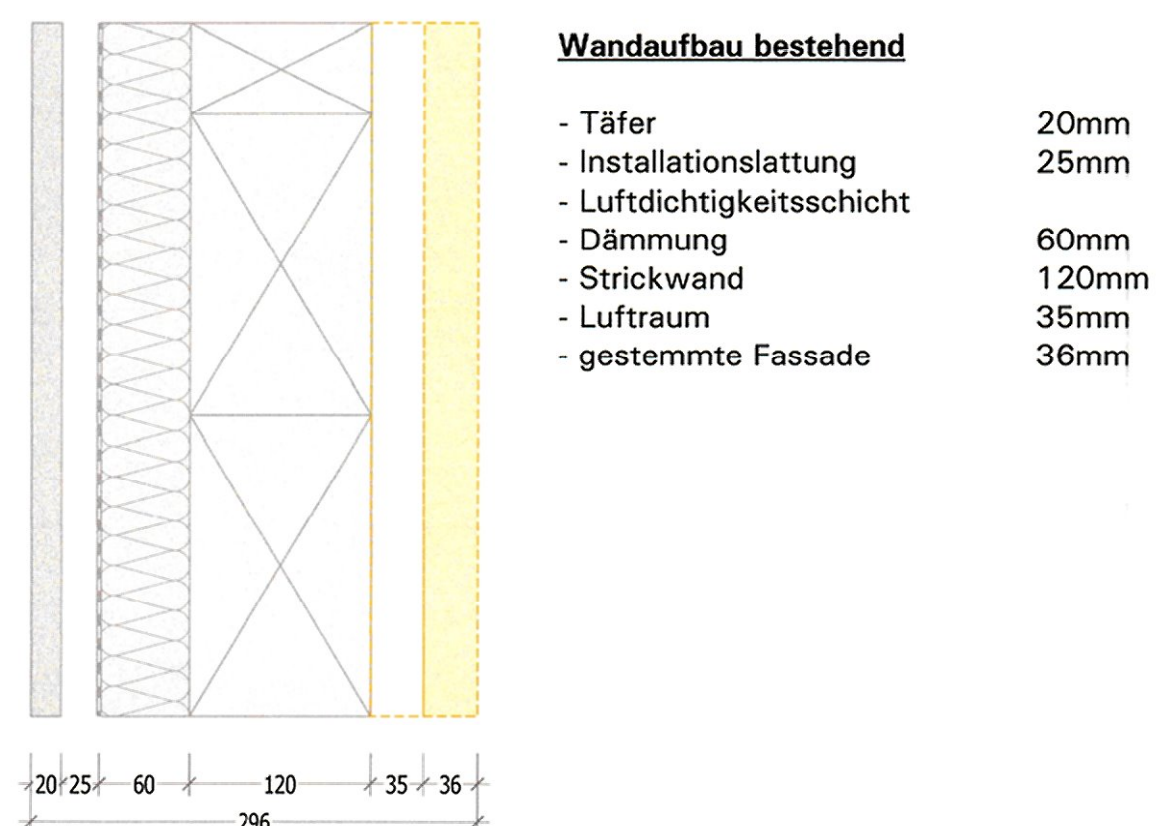 Wandaufbau bestehend
- Täfer 20mm
- Installationslattung 25mm
- Luftdichtigkeitsschicht
- Dämmung 60mm
- Strickwand 120mm
- Luftraum 35mm
- gestemmte Fassade 36mm
20 25 60 120 35 36
296